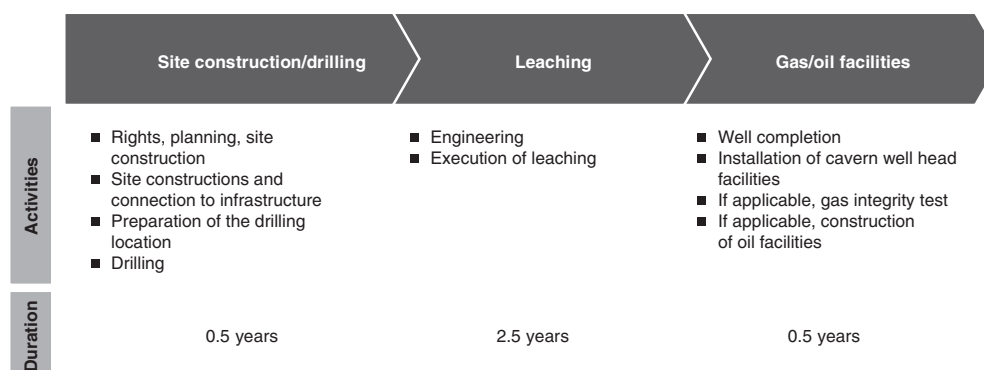 Site construction/drilling
Leaching
Gas/oil facilities
Activities
■ Rights, planning, site
construction
■ Site constructions and
connection to infrastructure
■ Preparation of the drilling
location
■ Drilling
■ Engineering
■ Execution of leaching
■ Well completion
■ Installation of cavern well head
facilities
■ If applicable, gas integrity test
■ If applicable, construction
of oil facilities
Duration
0.5 years
2.5 years
0.5 years